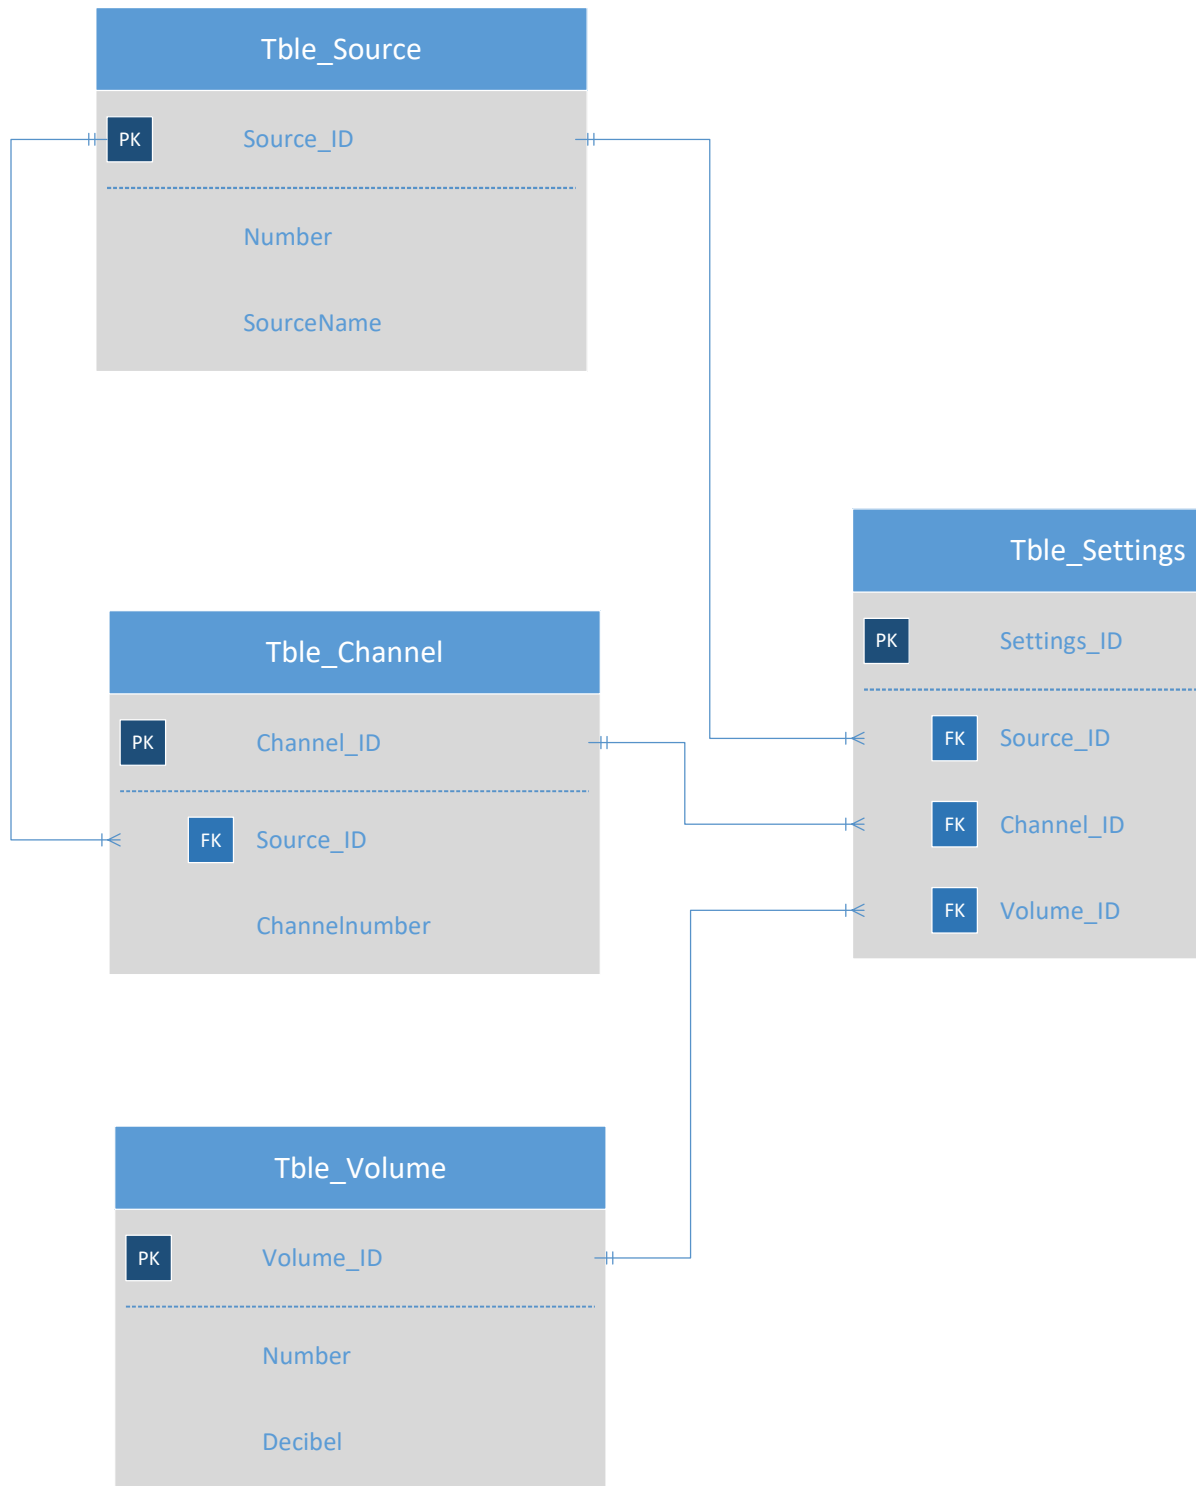 Tble_Source
PK Source_ID
Number
SourceName
Tble_Channel
PK Channel_ID
FK Source_ID
Channelnumber
Tble_Settings
PK Settings_ID
FK Source_ID
FK Channel_ID
FK Volume_ID
Tble_Volume
PK Volume_ID
Number
Decibel